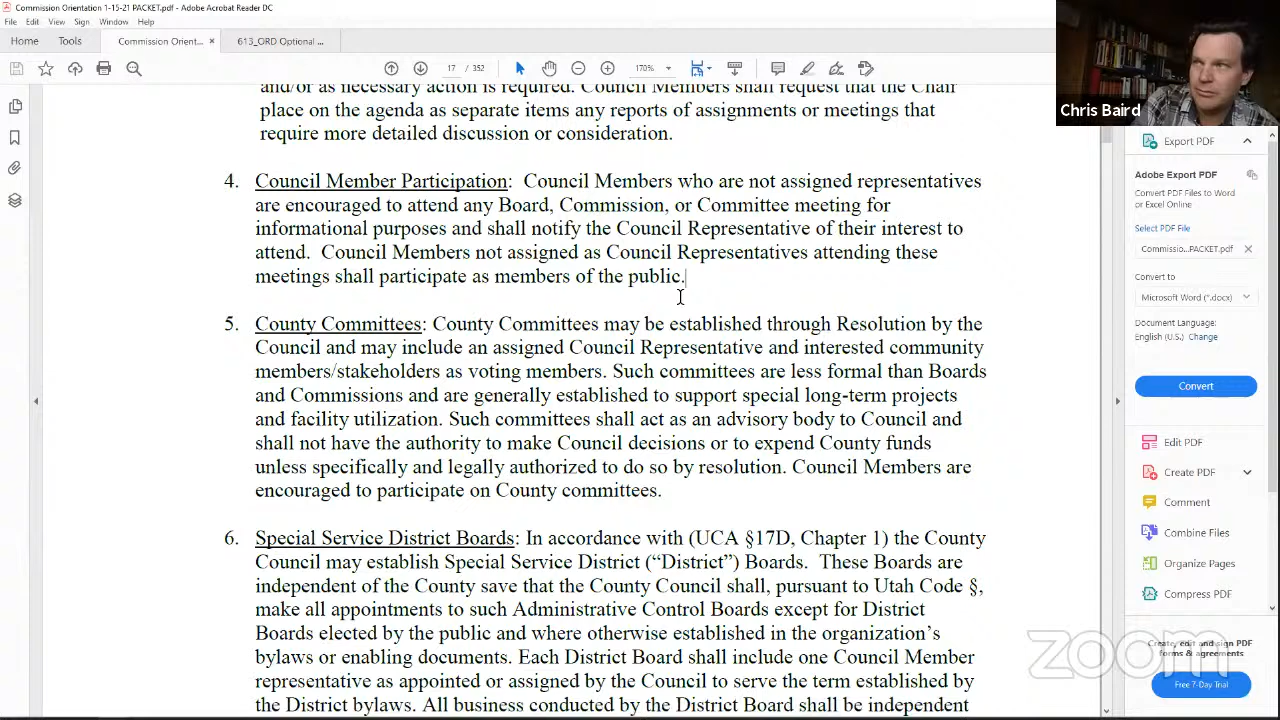 Commission Orientation 1-15-21 PACKET.pdf - Adobe Acrobat Reader DC
File Edit View Sign Window Help
Home Tools Commission Orient... × 613_ORD Optional ...
17 / 352 170%
and/or as necessary action is required. Council Members shall request that the Chair
place on the agenda as separate items any reports of assignments or meetings that
require more detailed discussion or consideration.
4. Council Member Participation: Council Members who are not assigned representatives
are encouraged to attend any Board, Commission, or Committee meeting for
informational purposes and shall notify the Council Representative of their interest to
attend. Council Members not assigned as Council Representatives attending these
meetings shall participate as members of the public.
5. County Committees: County Committees may be established through Resolution by the
Council and may include an assigned Council Representative and interested community
members/stakeholders as voting members. Such committees are less formal than Boards
and Commissions and are generally established to support special long-term projects
and facility utilization. Such committees shall act as an advisory body to Council and
shall not have the authority to make Council decisions or to expend County funds
unless specifically and legally authorized to do so by resolution. Council Members are
encouraged to participate on County committees.
6. Special Service District Boards: In accordance with (UCA §17D, Chapter 1) the County
Council may establish Special Service District (“District”) Boards. These Boards are
independent of the County save that the County Council shall, pursuant to Utah Code §,
make all appointments to such Administrative Control Boards except for District
Boards elected by the public and where otherwise established in the organization’s
bylaws or enabling documents. Each District Board shall include one Council Member
representative as appointed or assigned by the Council to serve the term established by
the District bylaws. All business conducted by the District Board shall be independent
Chris Baird
Export PDF
Adobe Export PDF
Convert PDF Files to Word
or Excel Online
Select PDF File
Commissio...PACKET.pdf ×
Convert to
Microsoft Word (*.docx)
Document Language:
English (U.S.) Change
Convert
Edit PDF
Create PDF
Comment
Combine Files
Organize Pages
Compress PDF
Create, edit and sign PDF
forms & agreements
Free 7-Day Trial
zoom